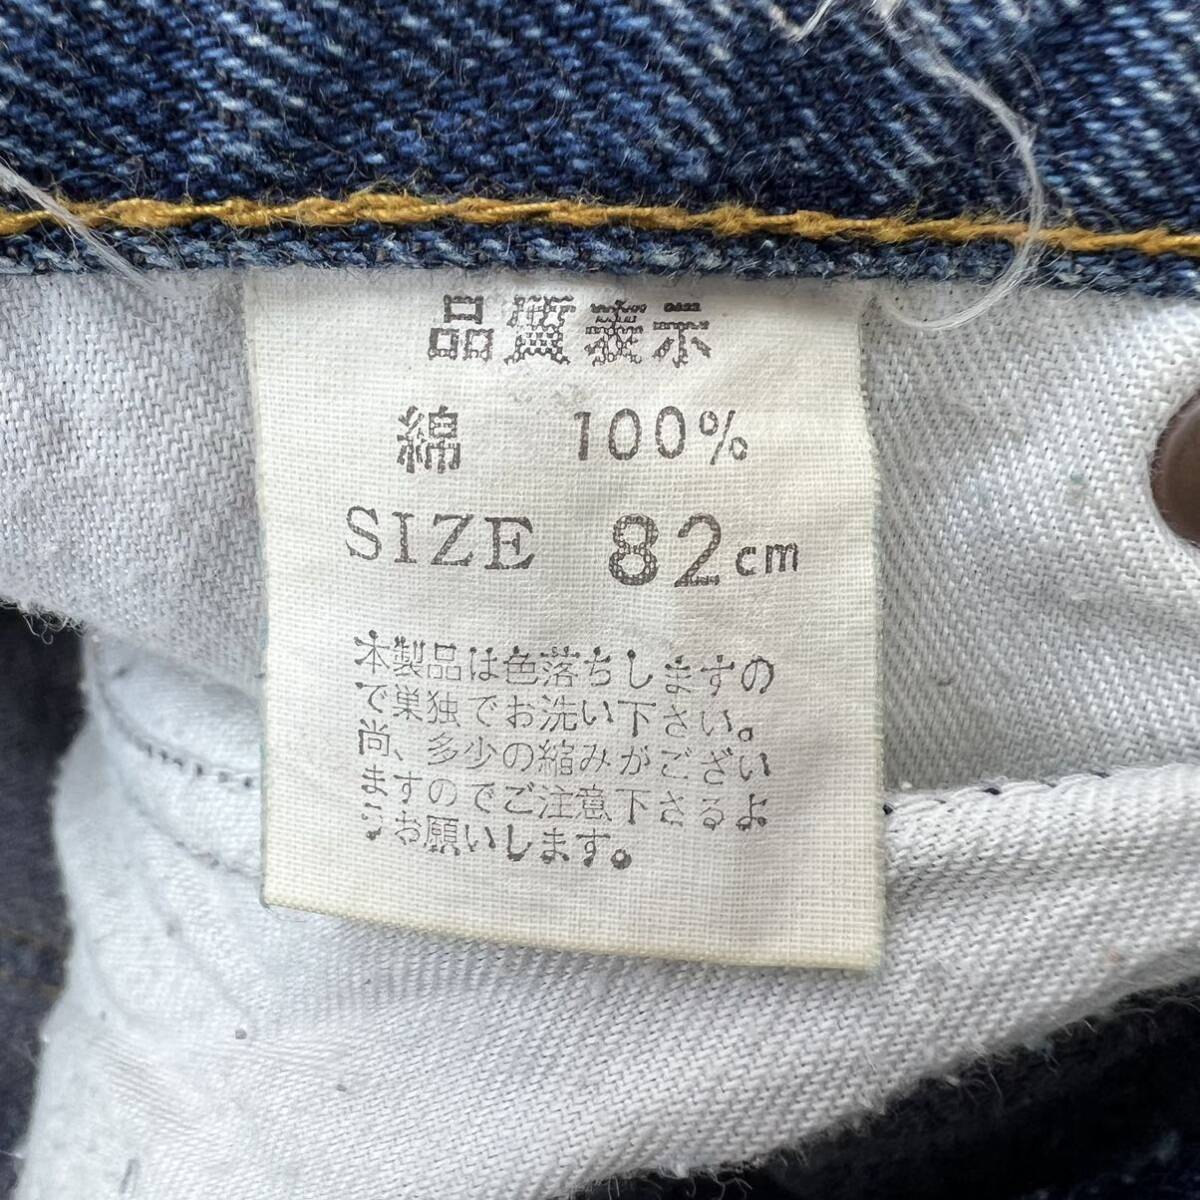 品質表示
綿 100%
SIZE 82cm
本製品は色落ちしますの
で単独でお洗い下さい。
尚、多少の縮みがござい
ますのでご注意下さるよ
うお願いします。